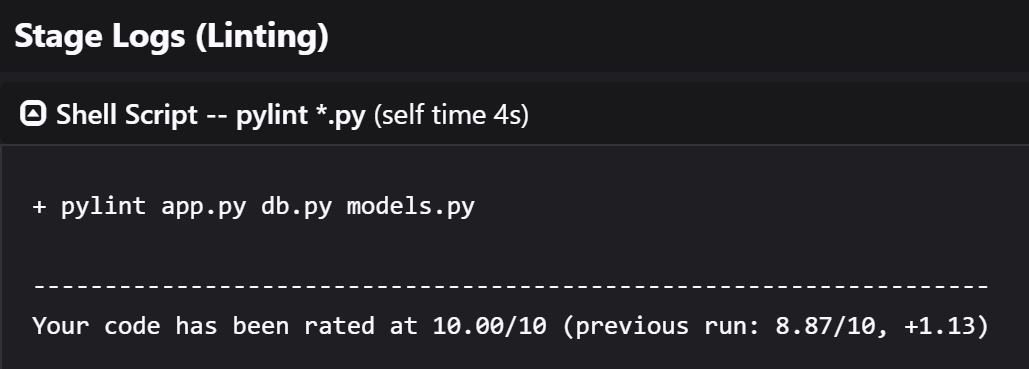 Stage Logs (Linting)
Shell Script -- pylint *.py (self time 4s)
+ pylint app.py db.py models.py
-------------------------------------------------------------------
Your code has been rated at 10.00/10 (previous run: 8.87/10, +1.13)